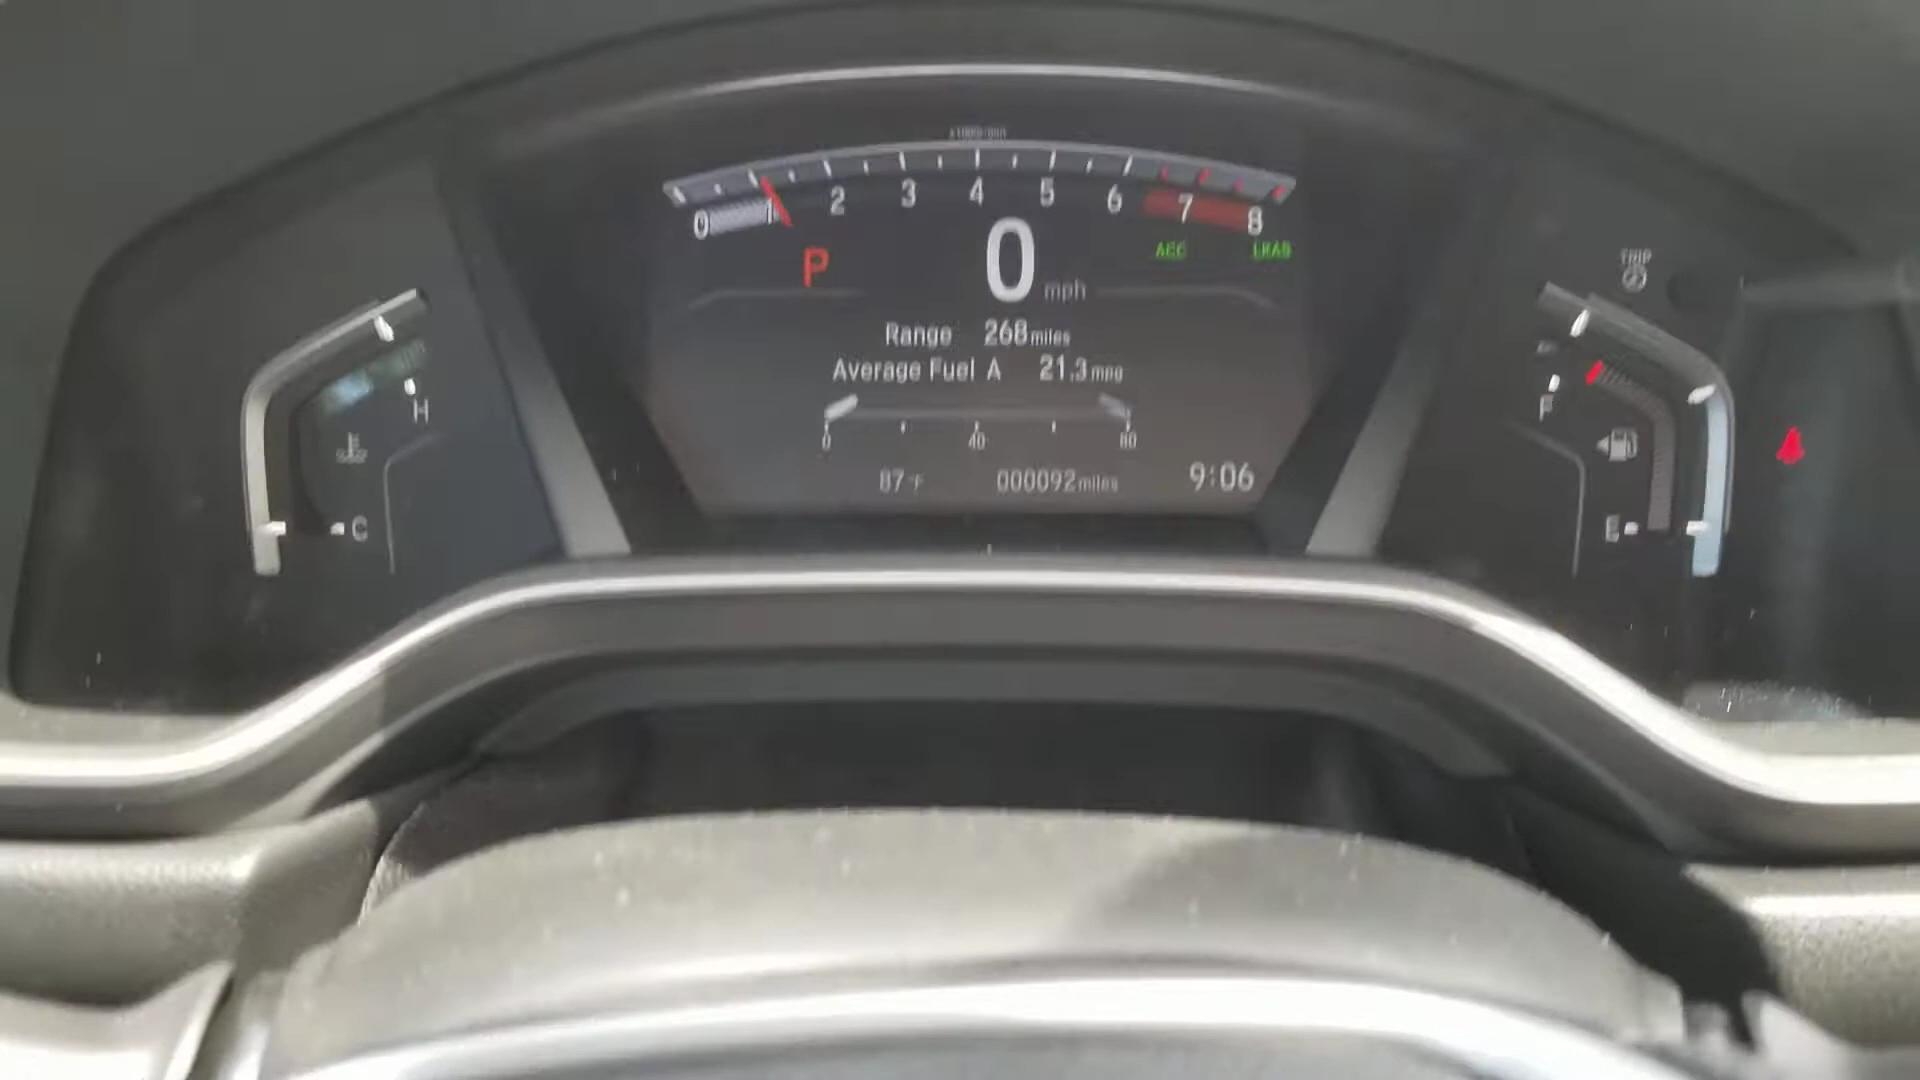 0 1 2 3 4 5 6 7 8
P 0 mph ACC LKAS
TRIP
Range 268 miles
Average Fuel A 21.3 mpg
0 40 80
87 °F 000092 miles 9:06
H
C
F
E